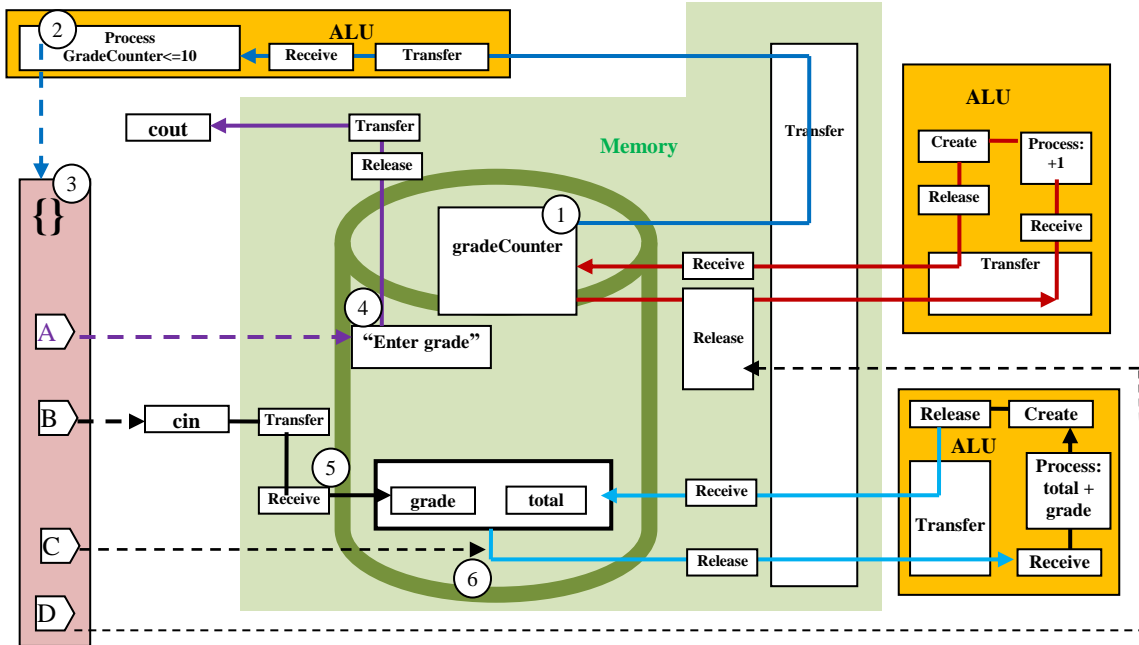 2
Process
GradeCounter<=10
ALU
Receive
Transfer
cout
Transfer
Release
Memory
Transfer
ALU
Create
Process:
+1
Release
Receive
Transfer
3
{}
1
gradeCounter
Receive
Release
4
"Enter grade"
A
B
cin
Transfer
5
Receive
grade
total
Receive
Release
Create
ALU
Process:
total +
grade
Transfer
Receive
C
6
Release
D